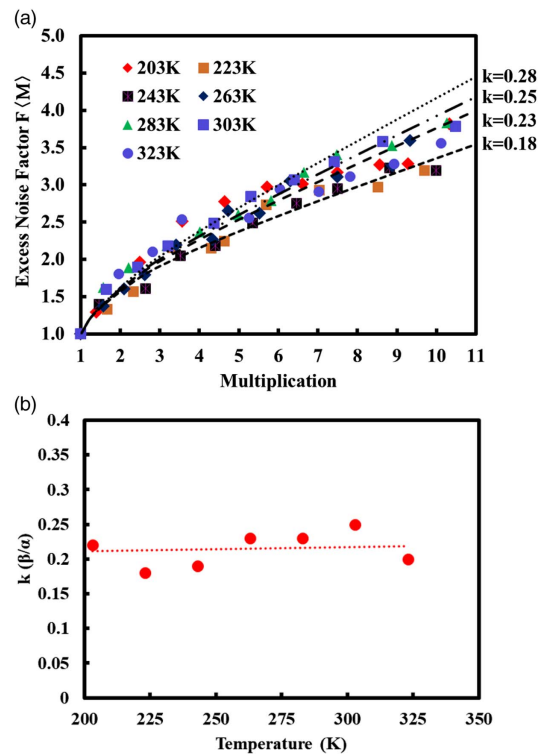 (a)
5.0
4.5
4.0
3.5
3.0
2.5
2.0
1.5
1.0
Excess Noise Factor F ⟨M⟩
203K 223K
243K 263K
283K 303K
323K
k=0.28
k=0.25
k=0.23
k=0.18
1 2 3 4 5 6 7 8 9 10 11
Multiplication
(b)
0.4
0.35
0.3
0.25
0.2
0.15
0.1
0.05
0
k (β/α)
200 225 250 275 300 325 350
Temperature (K)